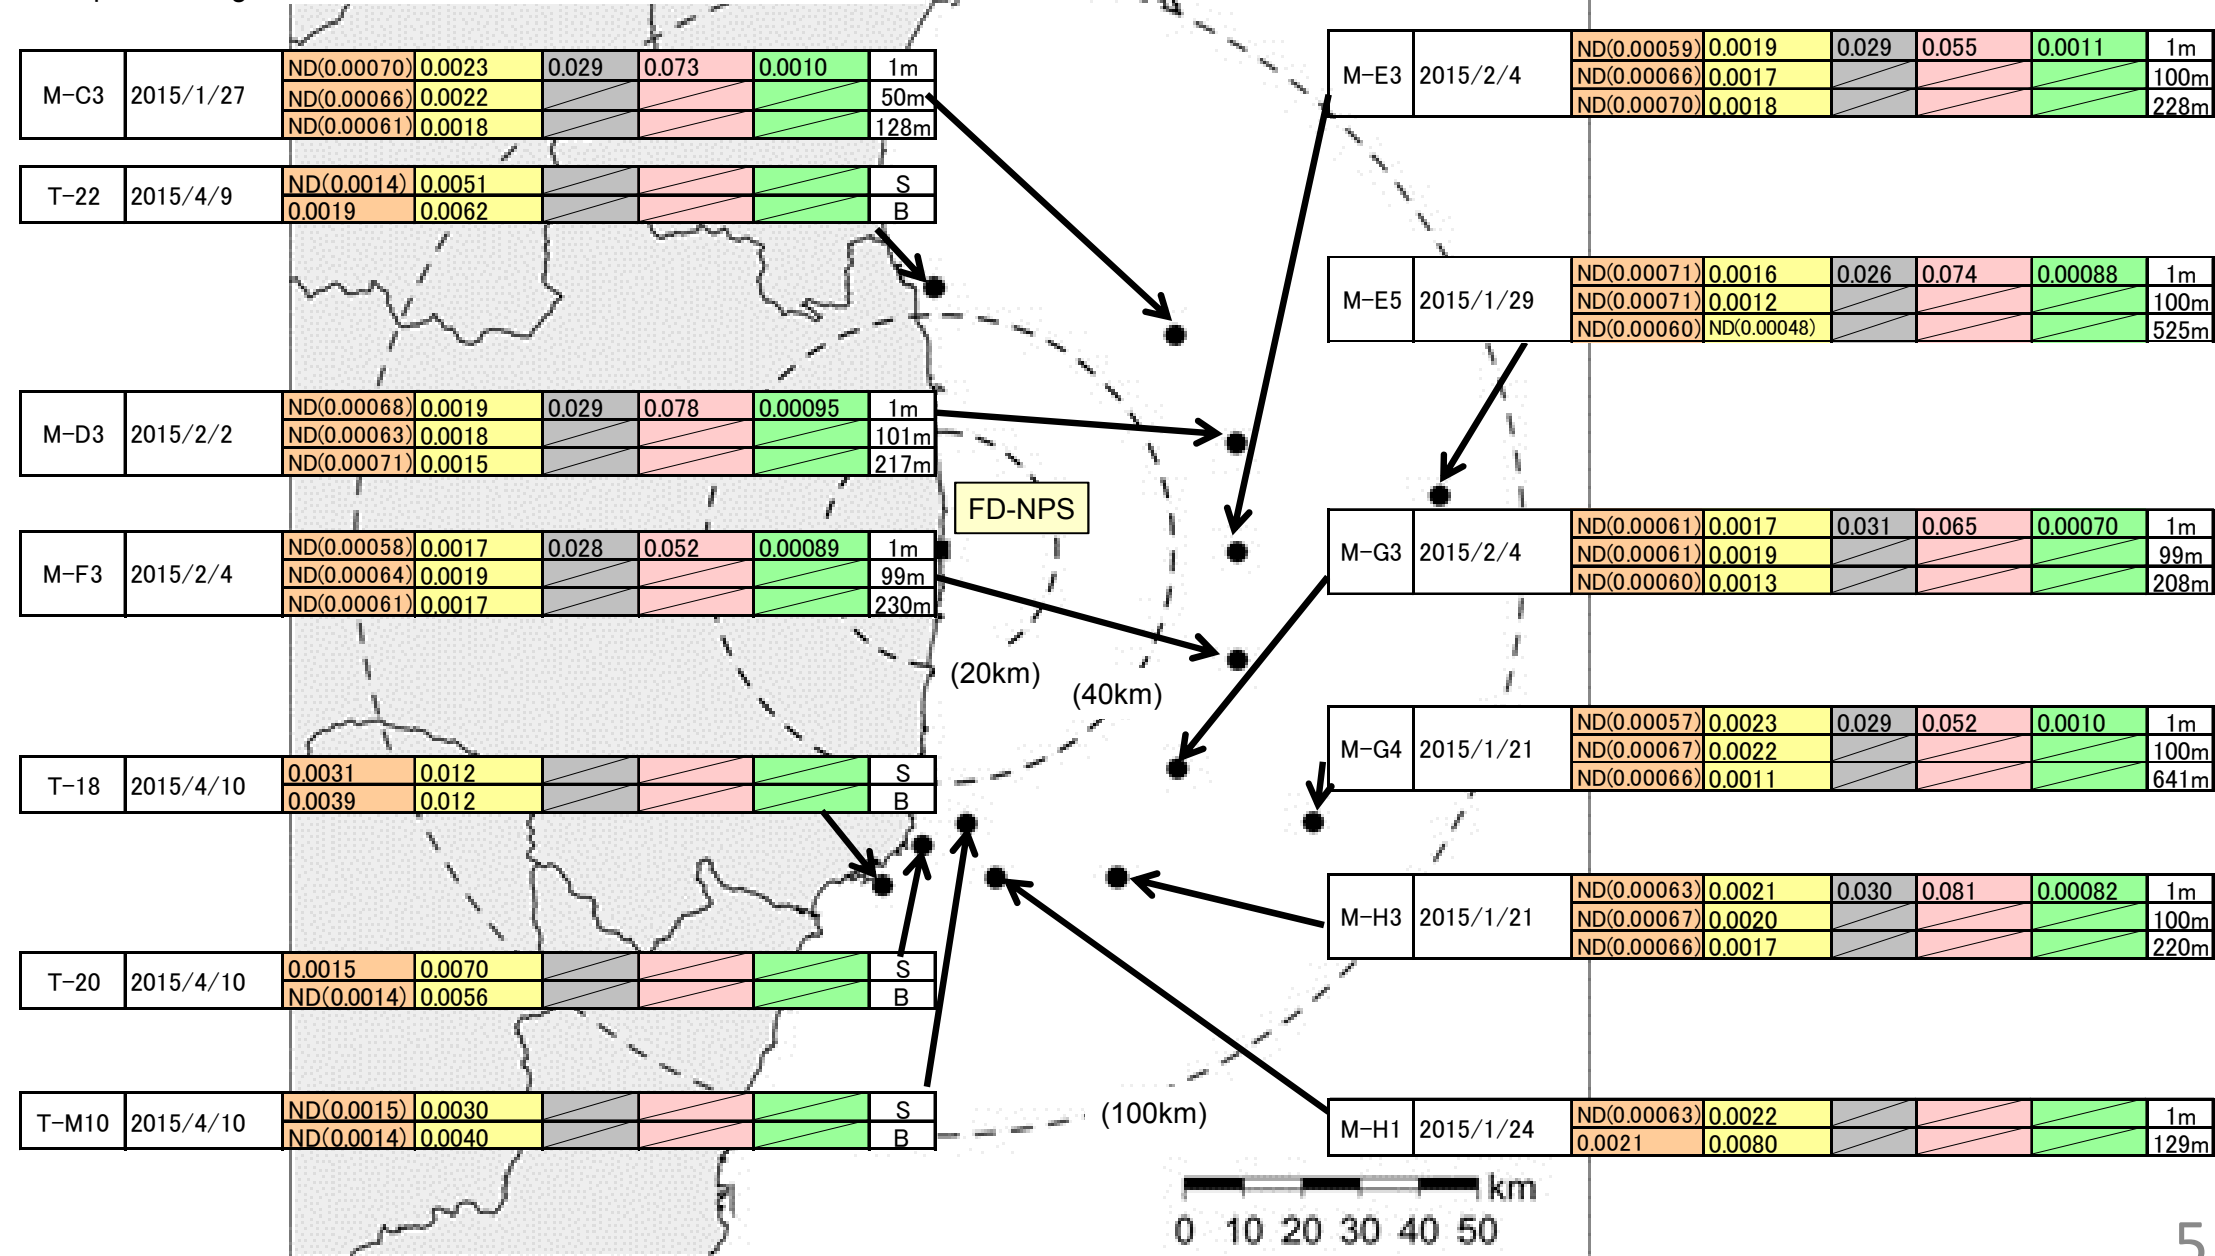 M-C3 2015/1/27 ND(0.00070) 0.0023 0.029 0.073 0.0010 1m
ND(0.00066) 0.0022 50m
ND(0.00061) 0.0018 128m
T-22 2015/4/9 ND(0.0014) 0.0051 S
0.0019 0.0062 B
M-D3 2015/2/2 ND(0.00068) 0.0019 0.029 0.078 0.00095 1m
ND(0.00063) 0.0018 101m
ND(0.00071) 0.0015 217m
M-F3 2015/2/4 ND(0.00058) 0.0017 0.028 0.052 0.00089 1m
ND(0.00064) 0.0019 99m
ND(0.00061) 0.0017 230m
T-18 2015/4/10 0.0031 0.012 S
0.0039 0.012 B
T-20 2015/4/10 0.0015 0.0070 S
ND(0.0014) 0.0056 B
T-M10 2015/4/10 ND(0.0015) 0.0030 S
ND(0.0014) 0.0040 B
FD-NPS
(20km)
(40km)
(100km)
M-E3 2015/2/4 ND(0.00059) 0.0019 0.029 0.055 0.0011 1m
ND(0.00066) 0.0017 100m
ND(0.00070) 0.0018 228m
M-E5 2015/1/29 ND(0.00071) 0.0016 0.026 0.074 0.00088 1m
ND(0.00071) 0.0012 100m
ND(0.00060) ND(0.00048) 525m
M-G3 2015/2/4 ND(0.00061) 0.0017 0.031 0.065 0.00070 1m
ND(0.00061) 0.0019 99m
ND(0.00060) 0.0013 208m
M-G4 2015/1/21 ND(0.00057) 0.0023 0.029 0.052 0.0010 1m
ND(0.00067) 0.0022 100m
ND(0.00066) 0.0011 641m
M-H3 2015/1/21 ND(0.00063) 0.0021 0.030 0.081 0.00082 1m
ND(0.00067) 0.0020 100m
ND(0.00066) 0.0017 220m
M-H1 2015/1/24 ND(0.00063) 0.0022 1m
0.0021 0.0080 129m
km
0 10 20 30 40 50
5